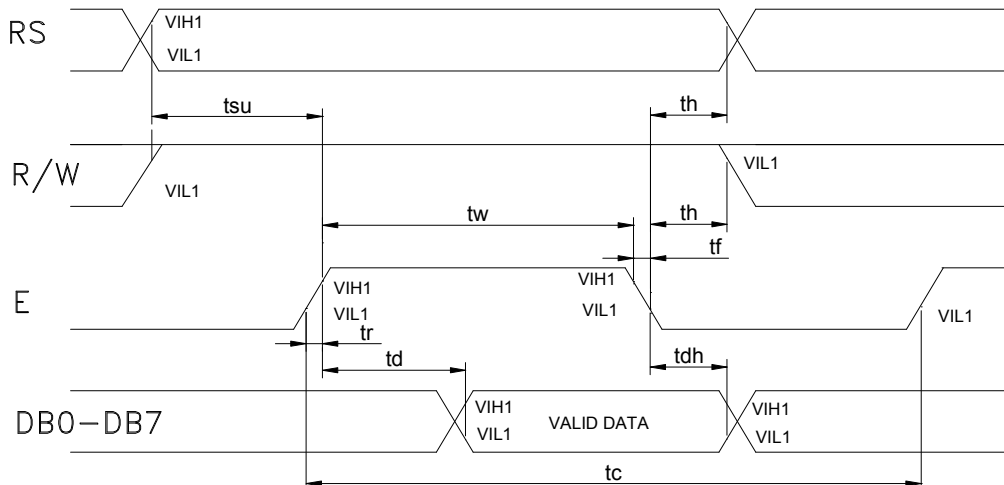 RS
VIH1
VIL1
tsu
th
R/W
VIL1
VIL1
tw
th
tf
E
VIH1
VIL1
VIH1
VIL1
VIL1
tr
td
tdh
DB0-DB7
VIH1
VIL1
VALID DATA
VIH1
VIL1
tc